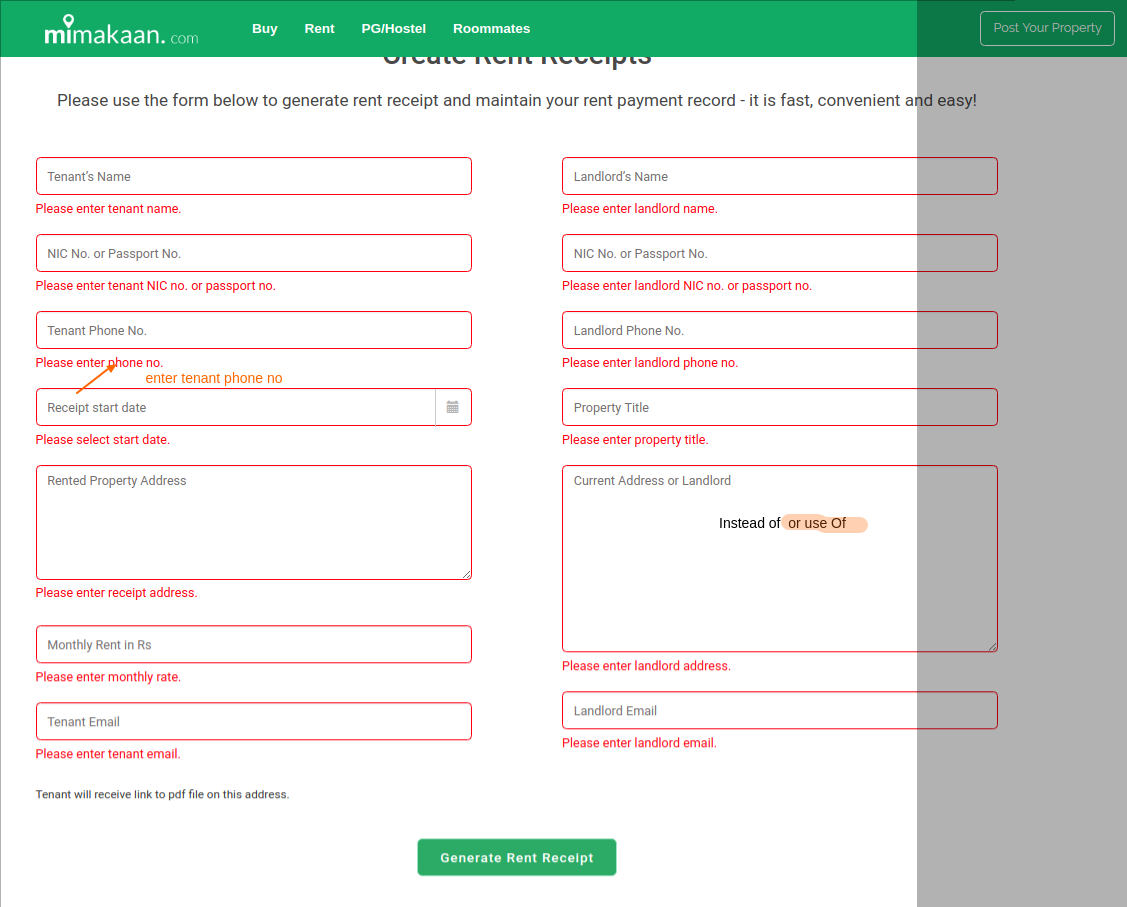 mimakaan. com
Buy Rent PG/Hostel Roommates Post Your Property
Create Rent Receipts
Please use the form below to generate rent receipt and maintain your rent payment record - it is fast, convenient and easy!
Tenant's Name
Please enter tenant name.
NIC No. or Passport No.
Please enter tenant NIC no. or passport no.
Tenant Phone No.
Please enter phone no.
enter tenant phone no
Receipt start date
Please select start date.
Rented Property Address
Please enter receipt address.
Monthly Rent in Rs
Please enter monthly rate.
Tenant Email
Please enter tenant email.
Tenant will receive link to pdf file on this address.
Landlord's Name
Please enter landlord name.
NIC No. or Passport No.
Please enter landlord NIC no. or passport no.
Landlord Phone No.
Please enter landlord phone no.
Property Title
Please enter property title.
Current Address or Landlord
Instead of or use Of
Please enter landlord address.
Landlord Email
Please enter landlord email.
Generate Rent Receipt